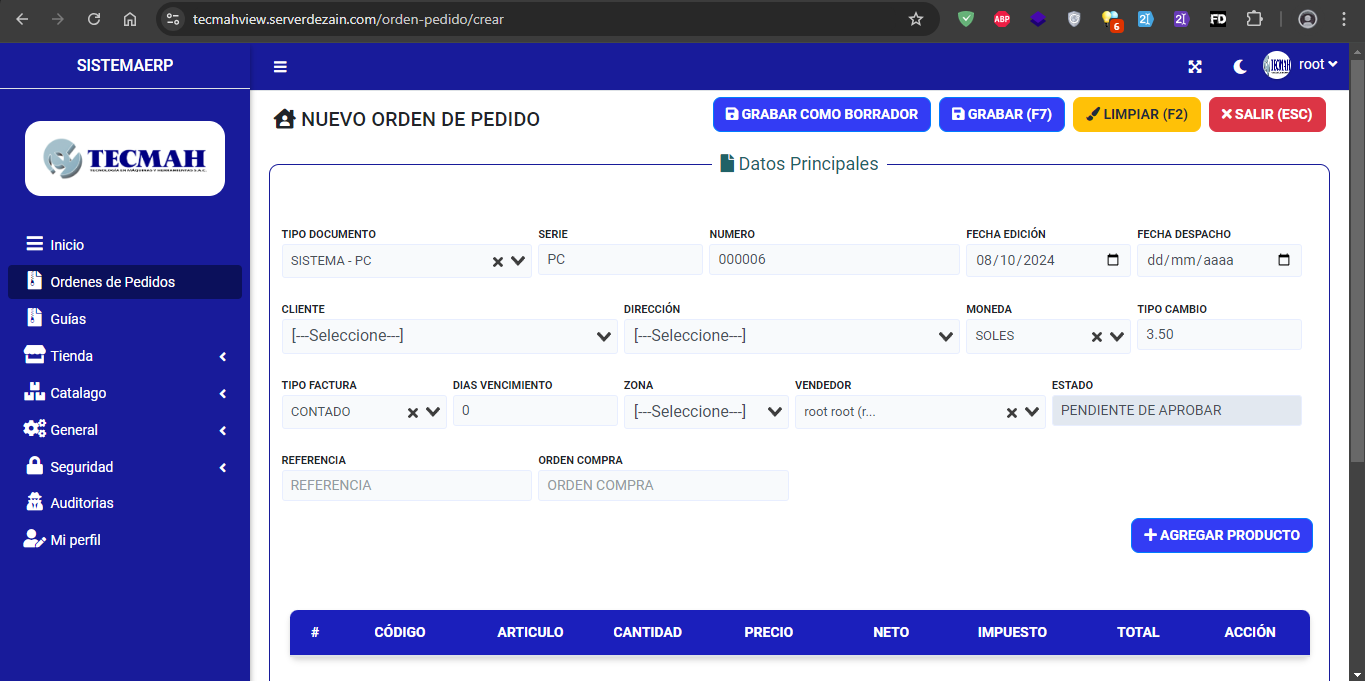 tecmahview.serverdezain.com/orden-pedido/crear
ABP
6
FD
SISTEMAERP
root
TECMAH
NUEVO ORDEN DE PEDIDO
GRABAR COMO BORRADOR
GRABAR (F7)
LIMPIAR (F2)
SALIR (ESC)
Inicio
Ordenes de Pedidos
Guías
Tienda
Catalago
General
Seguridad
Auditorias
Mi perfil
Datos Principales
TIPO DOCUMENTO SERIE NUMERO FECHA EDICIÓN FECHA DESPACHO
SISTEMA - PC PC 000006 08/10/2024 dd/mm/aaaa
CLIENTE DIRECCIÓN MONEDA TIPO CAMBIO
[---Seleccione---] [---Seleccione---] SOLES 3.50
TIPO FACTURA DIAS VENCIMIENTO ZONA VENDEDOR ESTADO
CONTADO 0 [---Seleccione---] root root (r... PENDIENTE DE APROBAR
REFERENCIA ORDEN COMPRA
REFERENCIA ORDEN COMPRA
AGREGAR PRODUCTO
# CÓDIGO ARTICULO CANTIDAD PRECIO NETO IMPUESTO TOTAL ACCIÓN